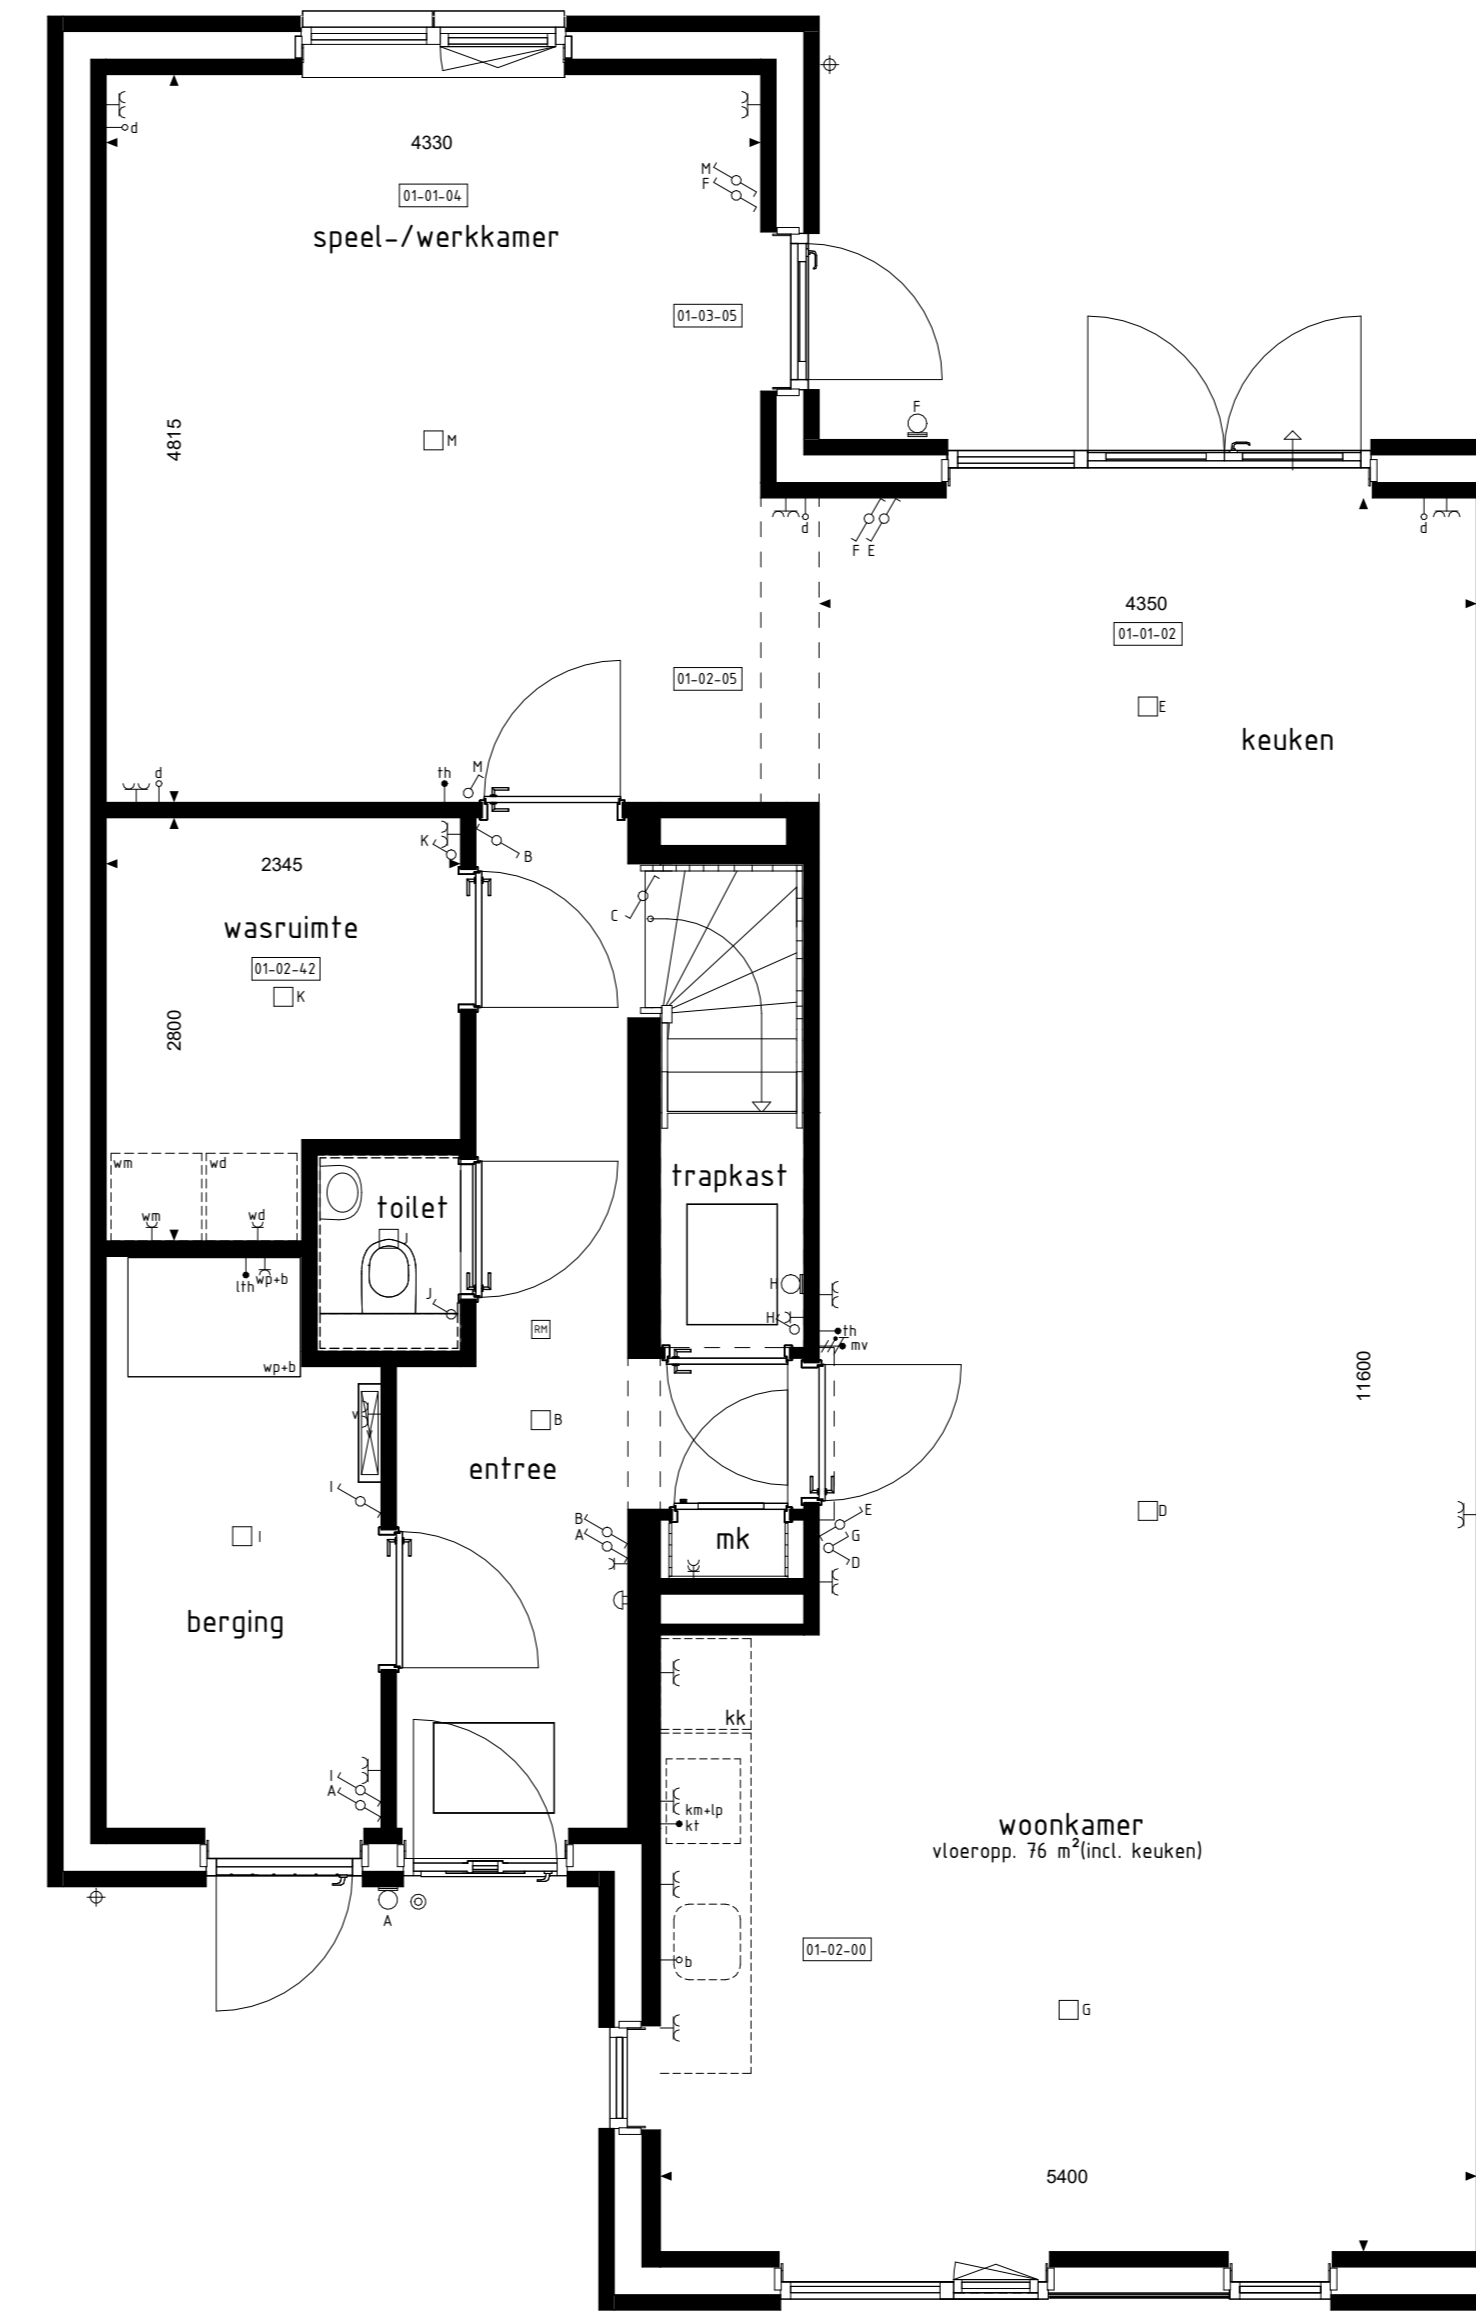 d
4330
M
F
01-01-04
speel-/werkkamer
01-03-05
F
4815
M
d
F E
d
4350
01-01-02
01-02-05
E
keuken
d
th
M
K
B
2345
C
wasruimte
01-02-42
K
2800
wm
wd
trapkast
toilet
wm
wd
J
lth
wp+b
H
J
H
th
RM
mv
wp+b
11600
v
B
entree
I
B
E
D
A
G
I
mk
D
berging
kk
I
A
km+lp
kt
woonkamer
vloeropp. 76 m²(incl. keuken)
A
01-02-00
b
G
5400